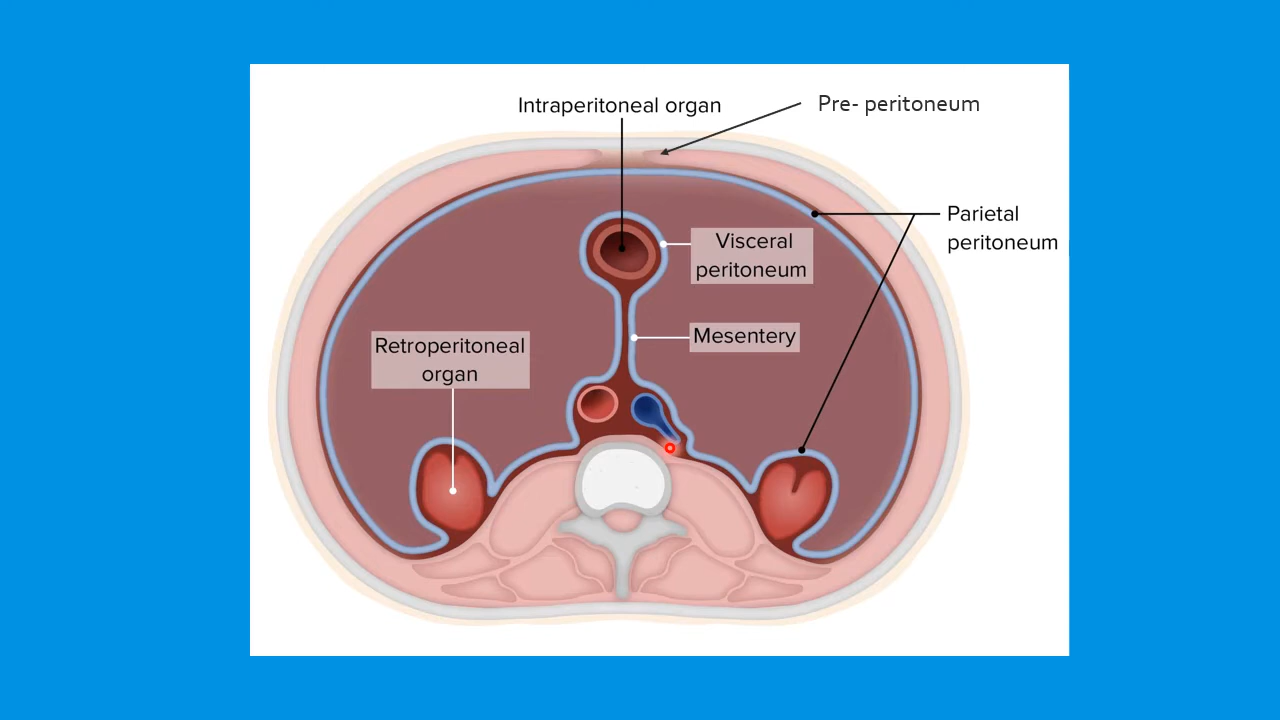 Intraperitoneal organ
Pre- peritoneum
Parietal
peritoneum
Visceral
peritoneum
Mesentery
Retroperitoneal
organ